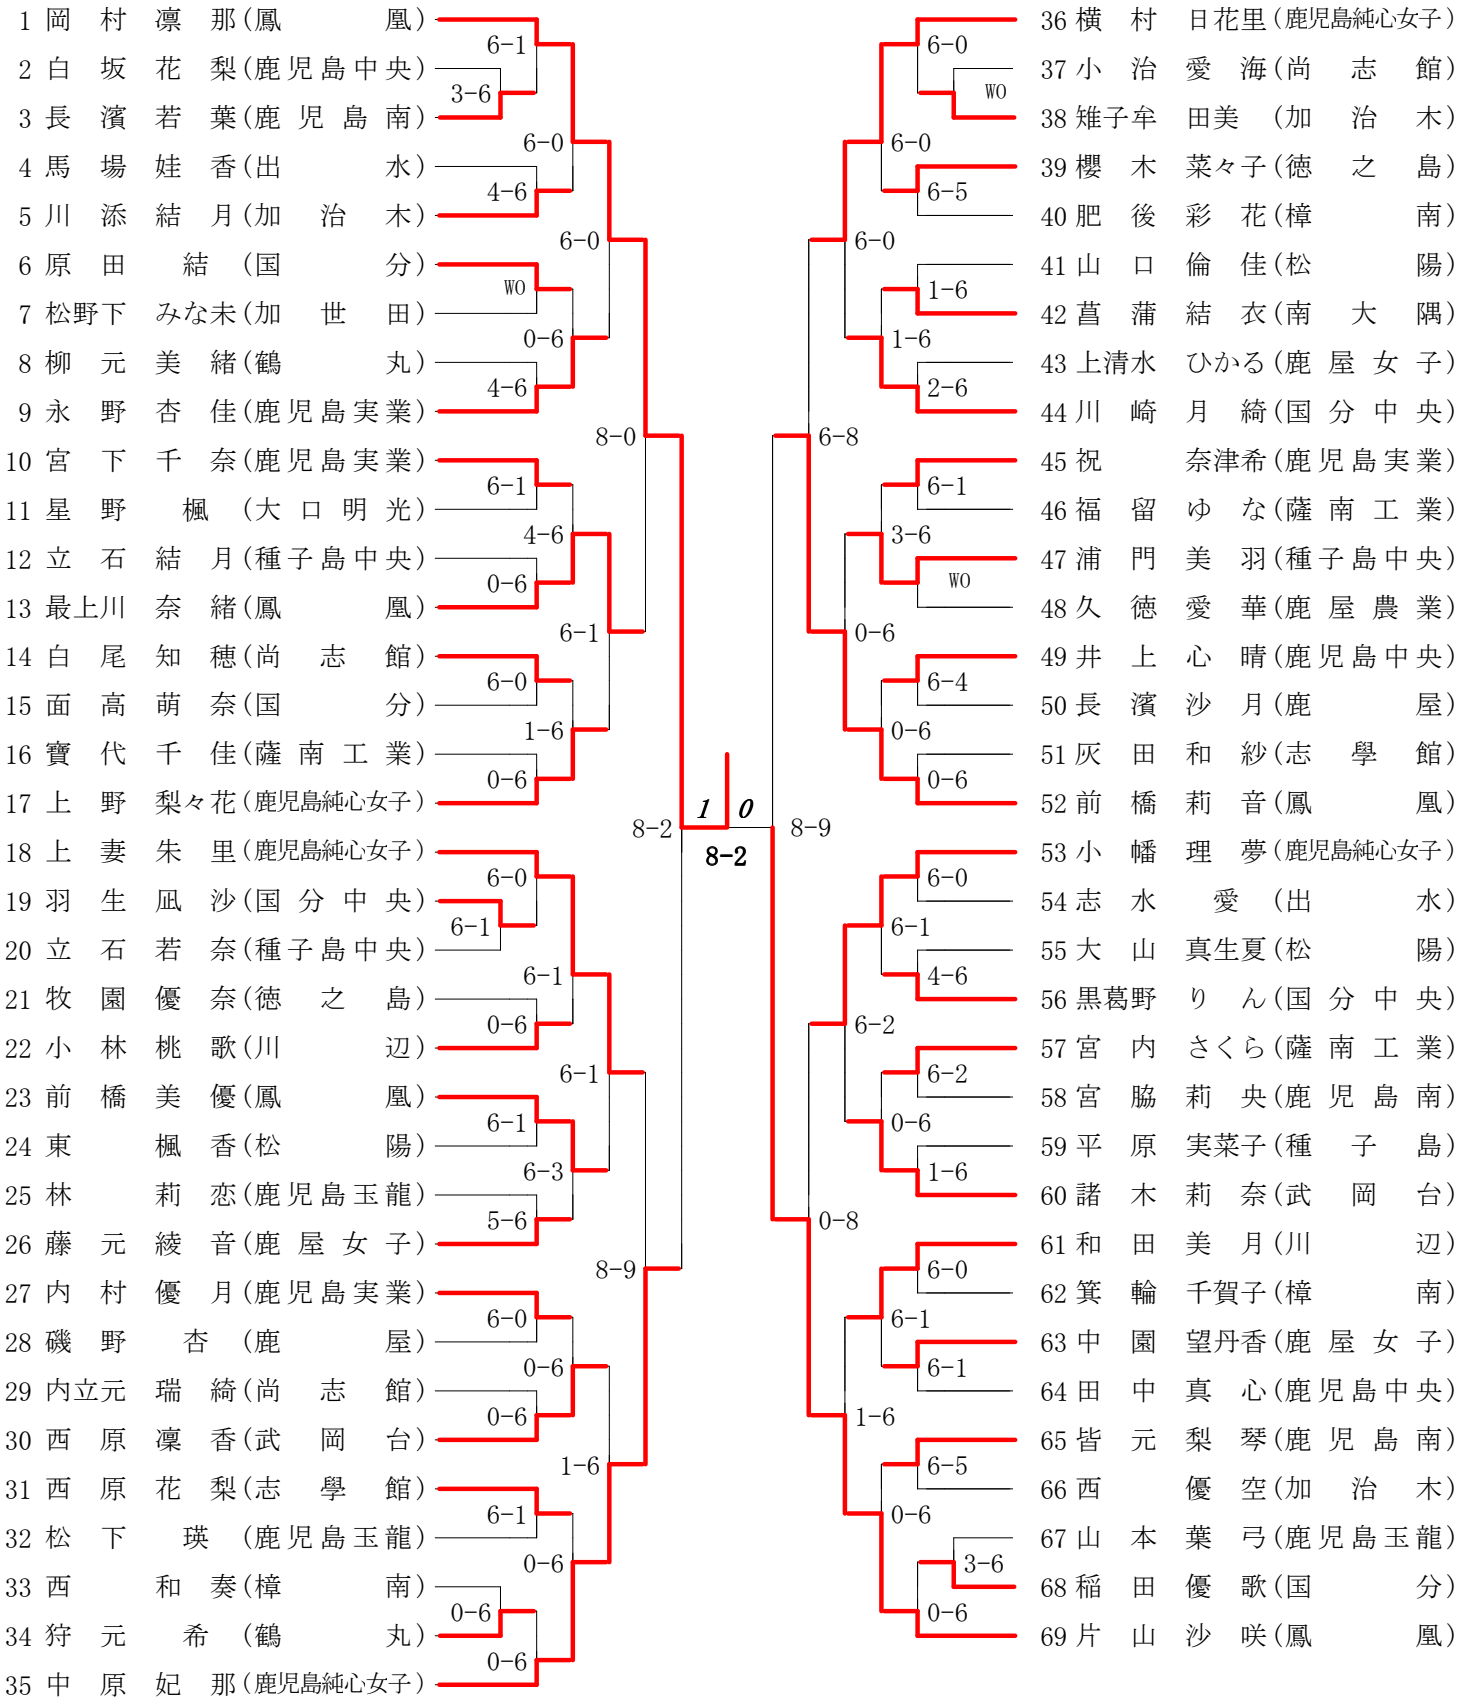 1 岡村凛那(鳳凰)
2 白坂花梨(鹿児島中央)
3 長濱若葉(鹿児島南)
4 馬場娃香(出水)
5 川添結月(加治木)
6 原田結(国分)
7 松野下みな未(加世田)
8 柳元美緒(鶴丸)
9 永野杏佳(鹿児島実業)
10 宮下千奈(鹿児島実業)
11 星野楓(大口明光)
12 立石結月(種子島中央)
13 最上川奈緒(鳳凰)
14 白尾知穂(尚志館)
15 面高萌奈(国分)
16 寶代千佳(薩南工業)
17 上野梨々花(鹿児島純心女子)
18 上妻朱里(鹿児島純心女子)
19 羽生凪沙(国分中央)
20 立石若奈(種子島中央)
21 牧園優奈(徳之島)
22 小林桃歌(川辺)
23 前橋美優(鳳凰)
24 東楓香(松陽)
25 林莉恋(鹿児島玉龍)
26 藤元綾音(鹿屋女子)
27 内村優月(鹿児島実業)
28 磯野杏(鹿屋)
29 内立元瑞綺(尚志館)
30 西原凜香(武岡台)
31 西原花梨(志學館)
32 松下瑛(鹿児島玉龍)
33 西和奏(樟南)
34 狩元希(鶴丸)
35 中原妃那(鹿児島純心女子)
6-1
3-6
6-0
4-6
6-0
WO
0-6
4-6
8-0
6-1
4-6
0-6
6-1
6-0
1-6
0-6
8-2
6-0
6-1
6-1
0-6
6-1
6-1
6-3
5-6
8-9
6-0
0-6
0-6
1-6
6-1
0-6
0-6
0-6
1 0
8-2
6-0
WO
6-0
6-5
6-0
1-6
1-6
2-6
6-8
6-1
3-6
WO
0-6
6-4
0-6
0-6
8-9
6-0
6-1
4-6
6-2
6-2
0-6
1-6
0-8
6-0
6-1
6-1
1-6
6-5
0-6
3-6
0-6
36 横村日花里(鹿児島純心女子)
37 小治愛海(尚志館)
38 雉子牟田美(加治木)
39 櫻木菜々子(徳之島)
40 肥後彩花(樟南)
41 山口倫佳(松陽)
42 菖蒲結衣(南大隅)
43 上清水ひかる(鹿屋女子)
44 川崎月綺(国分中央)
45 祝奈津希(鹿児島実業)
46 福留ゆな(薩南工業)
47 浦門美羽(種子島中央)
48 久徳愛華(鹿屋農業)
49 井上心晴(鹿児島中央)
50 長濱沙月(鹿屋)
51 灰田和紗(志學館)
52 前橋莉音(鳳凰)
53 小幡理夢(鹿児島純心女子)
54 志水愛(出水)
55 大山真生夏(松陽)
56 黒葛野りん(国分中央)
57 宮内さくら(薩南工業)
58 宮脇莉央(鹿児島南)
59 平原実菜子(種子島)
60 諸木莉奈(武岡台)
61 和田美月(川辺)
62 箕輪千賀子(樟南)
63 中園望丹香(鹿屋女子)
64 田中真心(鹿児島中央)
65 皆元梨琴(鹿児島南)
66 西優空(加治木)
67 山本葉弓(鹿児島玉龍)
68 稲田優歌(国分)
69 片山沙咲(鳳凰)